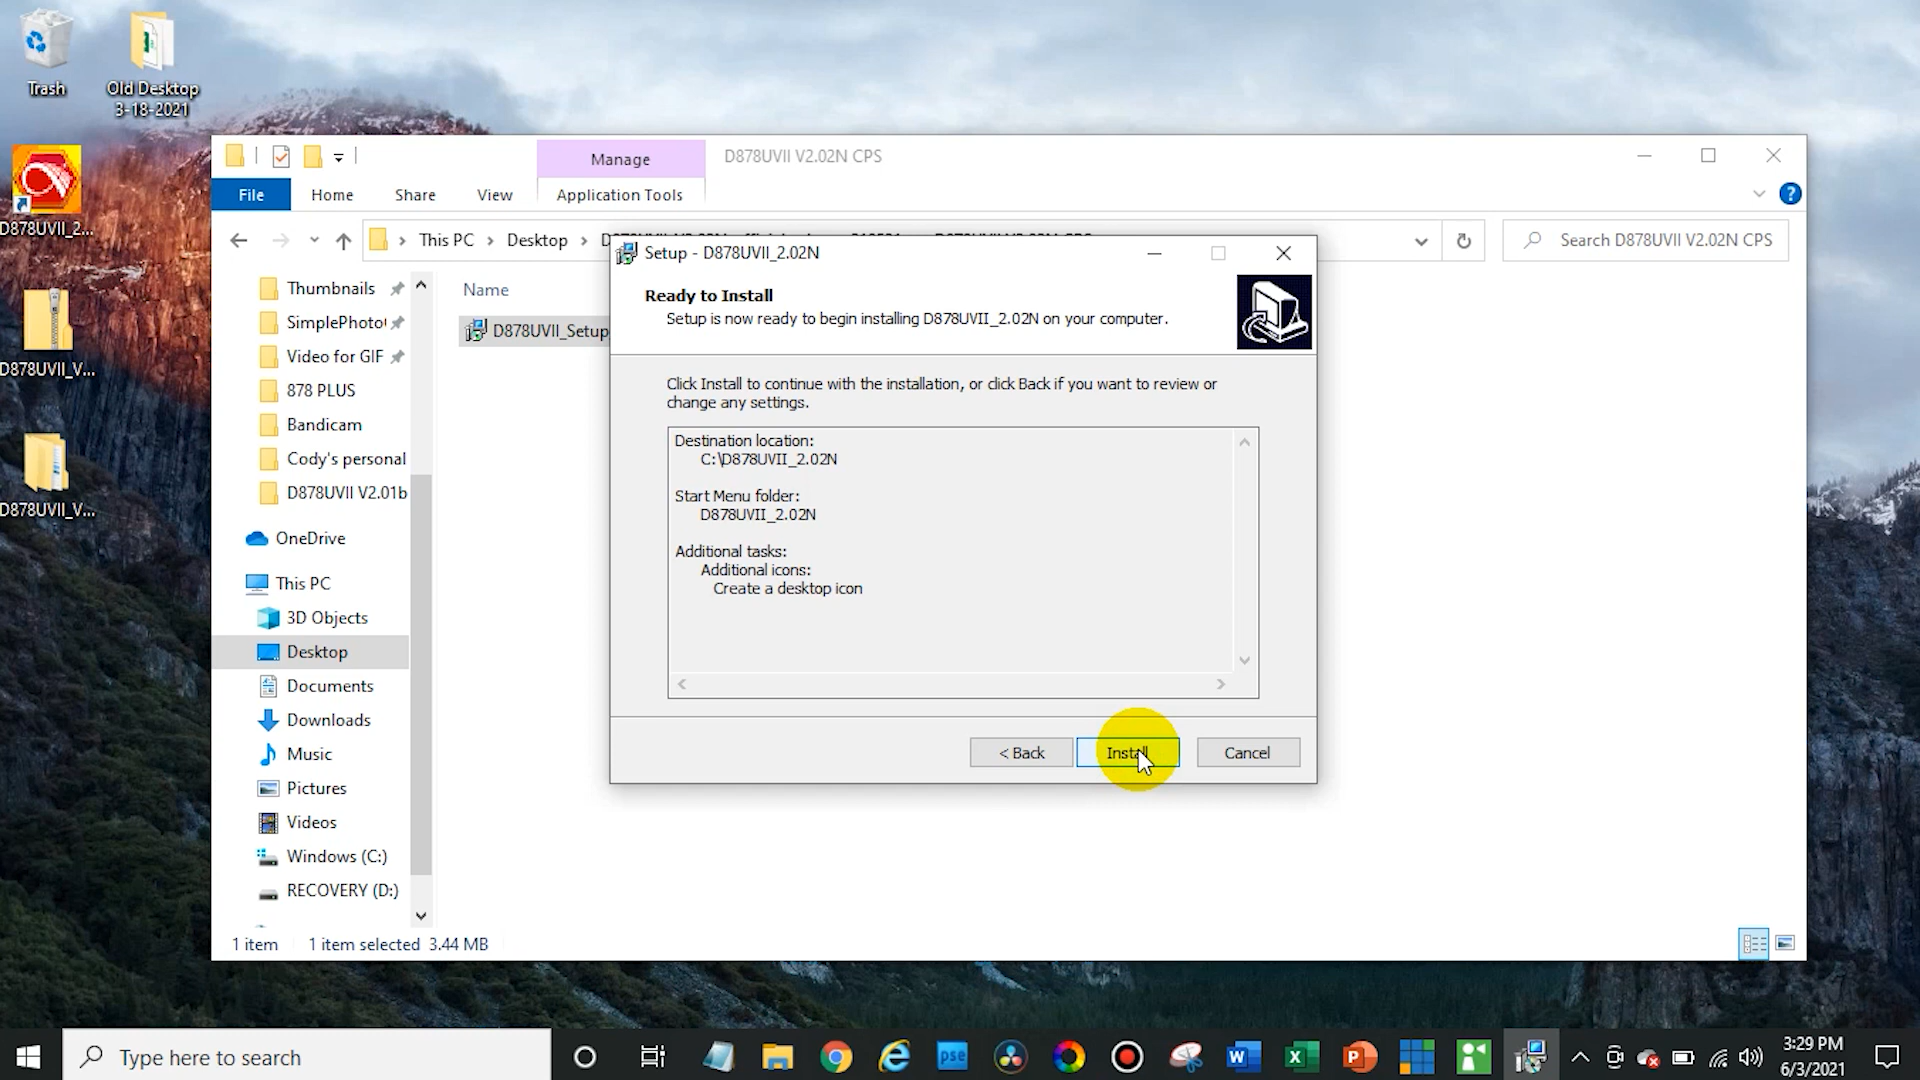 Trash
Old Desktop
3-18-2021
D878UVII_2...
D878UVII_V...
D878UVII_V...
Manage
D878UVII V2.02N CPS
File
Home
Share
View
Application Tools
This PC
Desktop
Search D878UVII V2.02N CPS
Thumbnails
SimplePhoto
Video for GIF
878 PLUS
Bandicam
Cody's personal
D878UVII V2.01b
OneDrive
This PC
3D Objects
Desktop
Documents
Downloads
Music
Pictures
Videos
Windows (C:)
RECOVERY (D:)
Name
D878UVII_Setup
1 item
1 item selected 3.44 MB
Setup - D878UVII_2.02N
Ready to Install
Setup is now ready to begin installing D878UVII_2.02N on your computer.
Click Install to continue with the installation, or click Back if you want to review or
change any settings.
Destination location:
C:\D878UVII_2.02N
Start Menu folder:
D878UVII_2.02N
Additional tasks:
Additional icons:
Create a desktop icon
< Back
Install
Cancel
Type here to search
pse
3:29 PM
6/3/2021